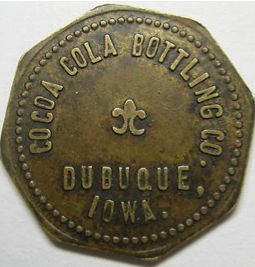 COCOA COLA BOTTLING CO.
DUBUQUE,
IOWA.